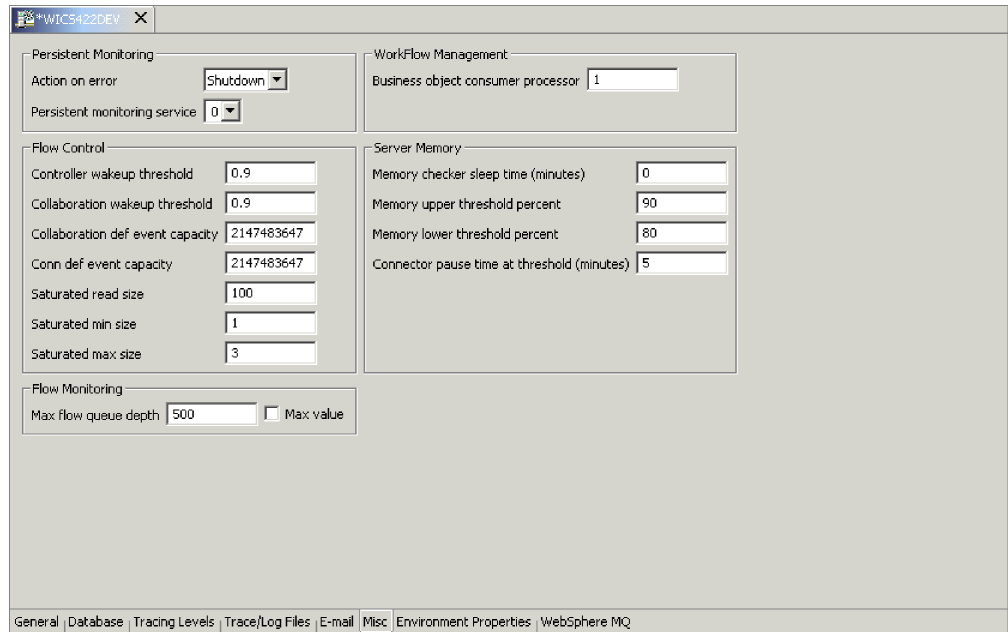 *WICS422DEV X
Persistent Monitoring
Action on error Shutdown
Persistent monitoring service 0
WorkFlow Management
Business object consumer processor 1
Flow Control
Controller wakeup threshold 0.9
Collaboration wakeup threshold 0.9
Collaboration def event capacity 2147483647
Conn def event capacity 2147483647
Saturated read size 100
Saturated min size 1
Saturated max size 3
Server Memory
Memory checker sleep time (minutes) 0
Memory upper threshold percent 90
Memory lower threshold percent 80
Connector pause time at threshold (minutes) 5
Flow Monitoring
Max flow queue depth 500 Max value
General Database Tracing Levels Trace/Log Files E-mail Misc Environment Properties WebSphere MQ